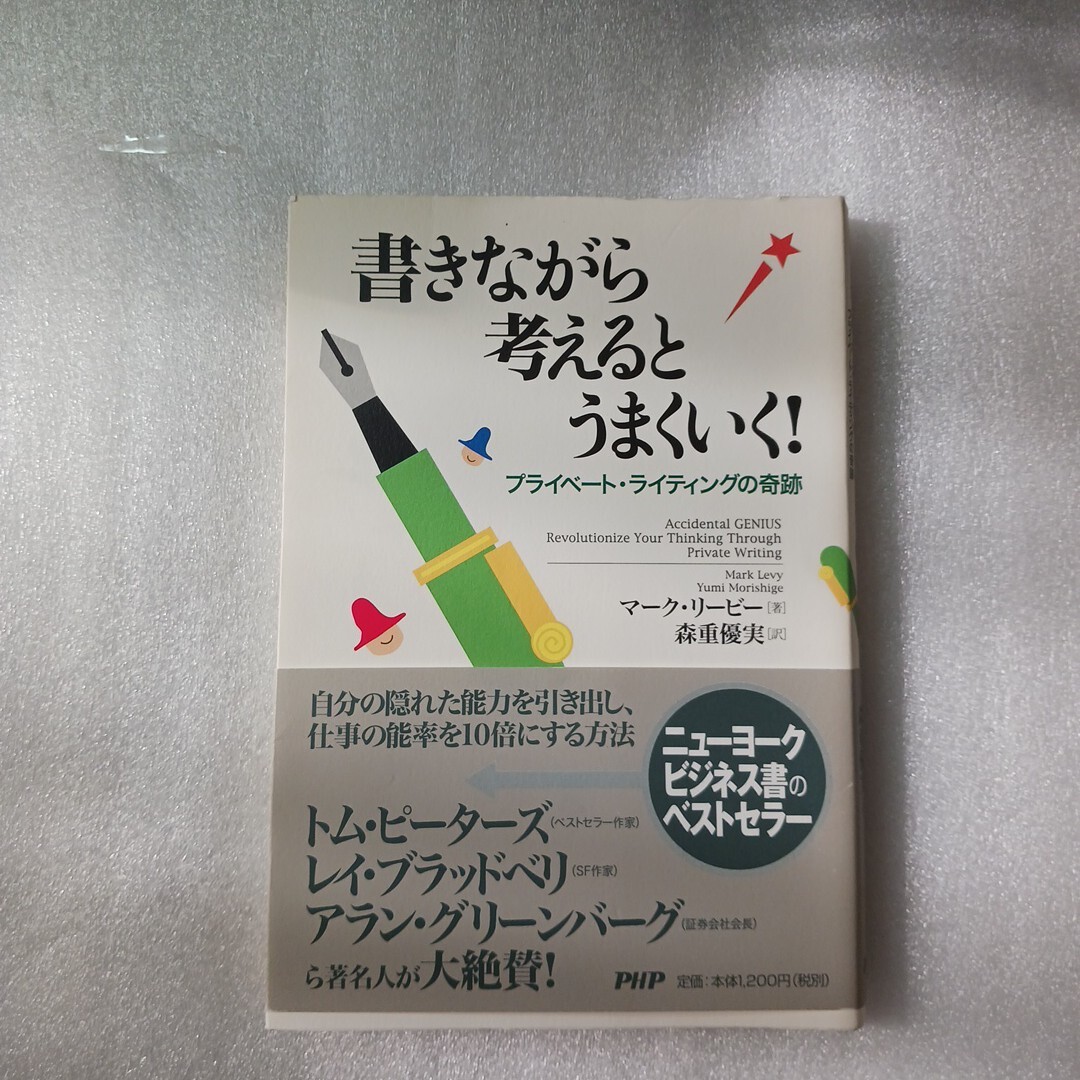 書きながら
考えると
うまくいく!
プライベート・ライティングの奇跡
Accidental GENIUS
Revolutionize Your Thinking Through
Private Writing
Mark Levy
Yumi Morishige
マーク・リービー[著]
森重優実[訳]
自分の隠れた能力を引き出し、
仕事の能率を10倍にする方法
ニューヨーク
ビジネス書の
ベストセラー
トム・ピーターズ(ベストセラー作家)
レイ・ブラッドベリ(SF作家)
アラン・グリーンバーグ(証券会社会長)
ら著名人が大絶賛!
PHP 定価:本体1,200円(税別)